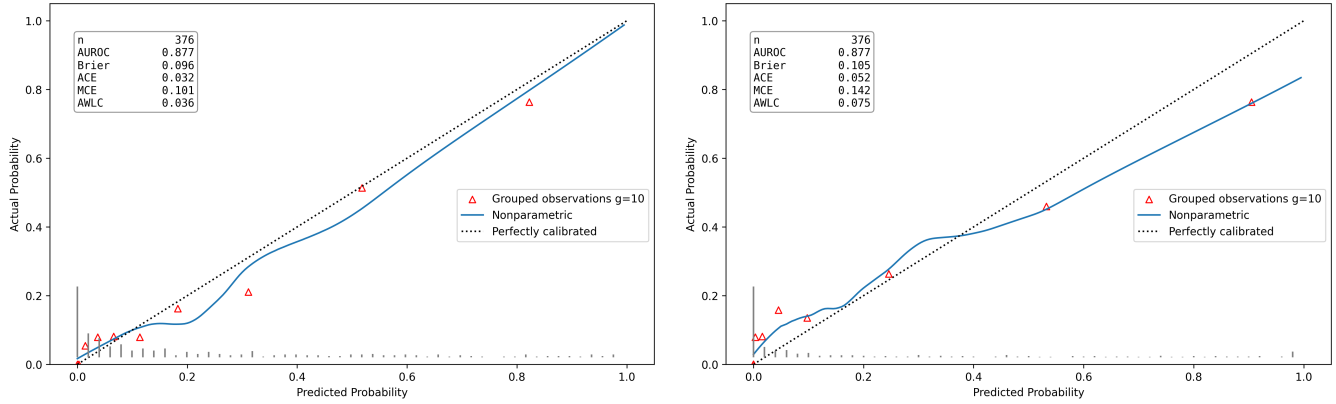 1.0
0.8
0.6
0.4
0.2
0.0
Actual Probability
n 376
AUROC 0.877
Brier 0.096
ACE 0.032
MCE 0.101
AWLC 0.036
Grouped observations g=10
Nonparametric
Perfectly calibrated
0.0 0.2 0.4 0.6 0.8 1.0
Predicted Probability
1.0
0.8
0.6
0.4
0.2
0.0
Actual Probability
n 376
AUROC 0.877
Brier 0.105
ACE 0.052
MCE 0.142
AWLC 0.075
Grouped observations g=10
Nonparametric
Perfectly calibrated
0.0 0.2 0.4 0.6 0.8 1.0
Predicted Probability